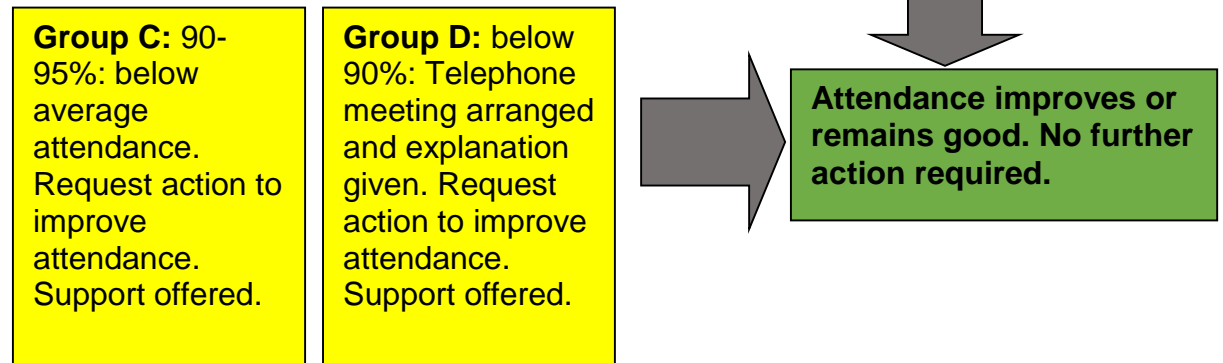 Group C: 90-
95%: below
average
attendance.
Request action to
improve
attendance.
Support offered.
Group D: below
90%: Telephone
meeting arranged
and explanation
given. Request
action to improve
attendance.
Support offered.
Attendance improves or
remains good. No further
action required.